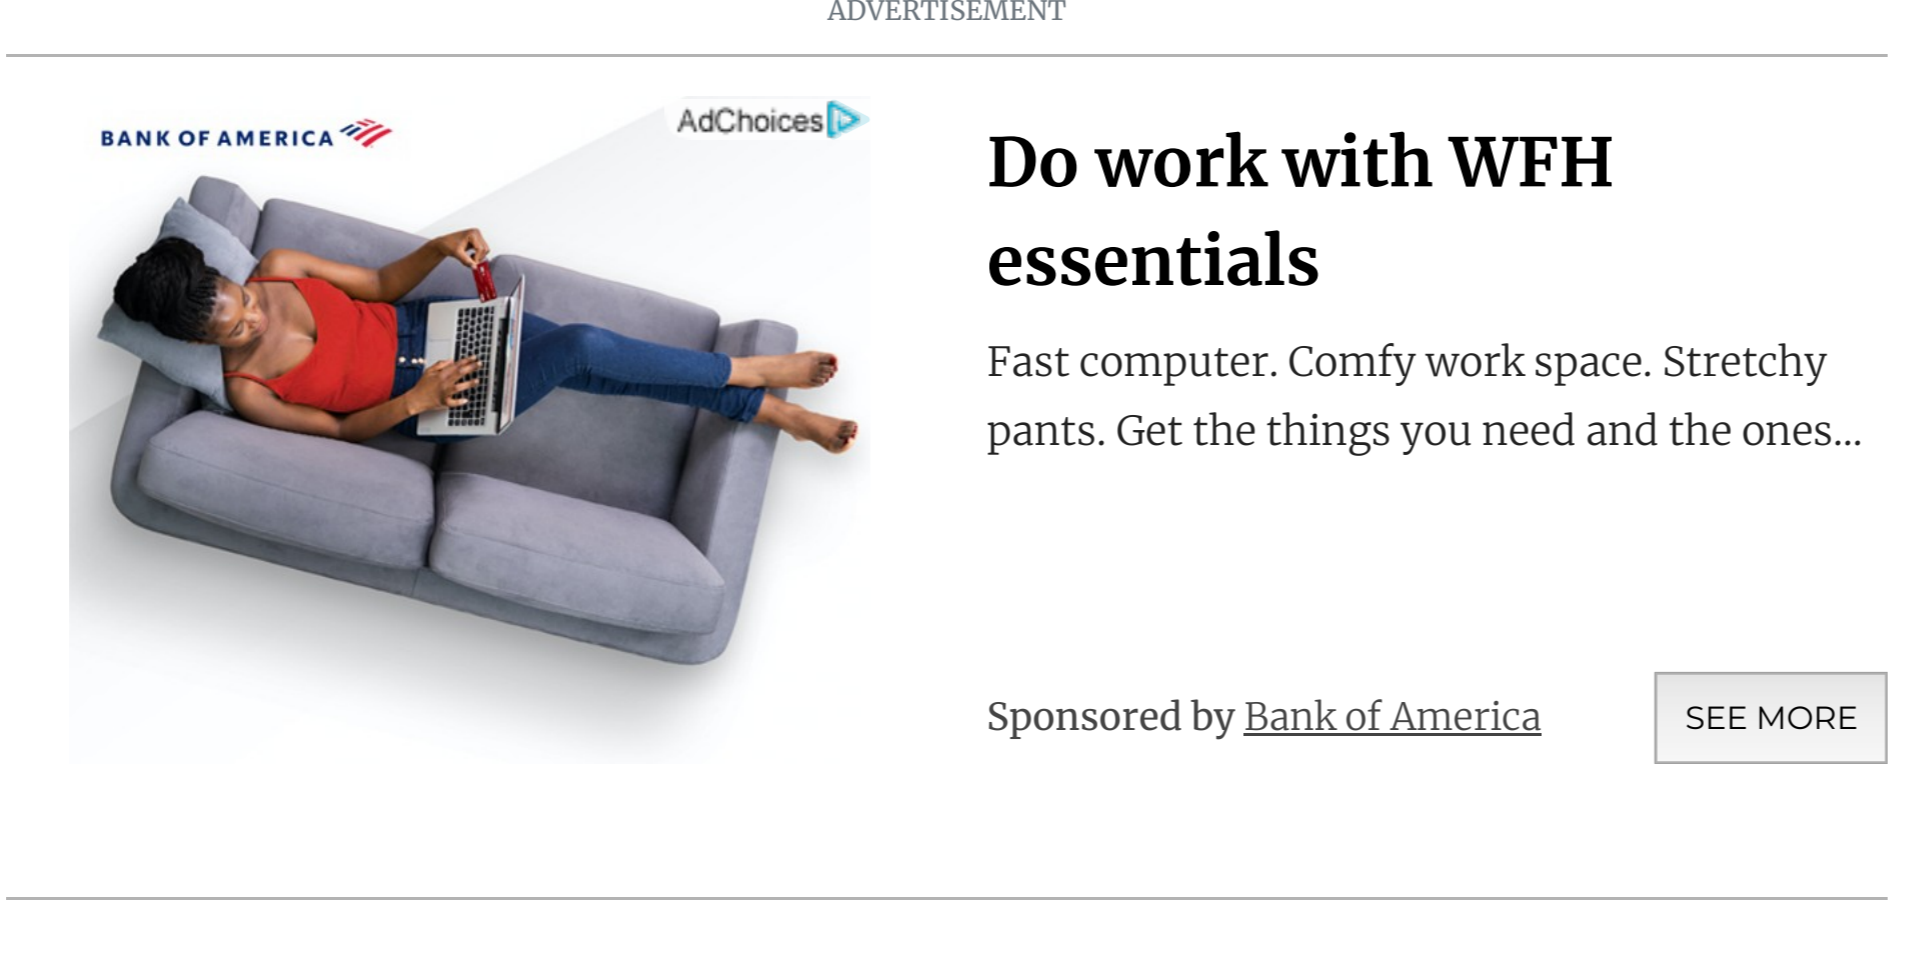 ADVERTISEMENT
BANK OF AMERICA
AdChoices
Do work with WFH
essentials
Fast computer. Comfy work space. Stretchy
pants. Get the things you need and the ones...
Sponsored by Bank of America
SEE MORE